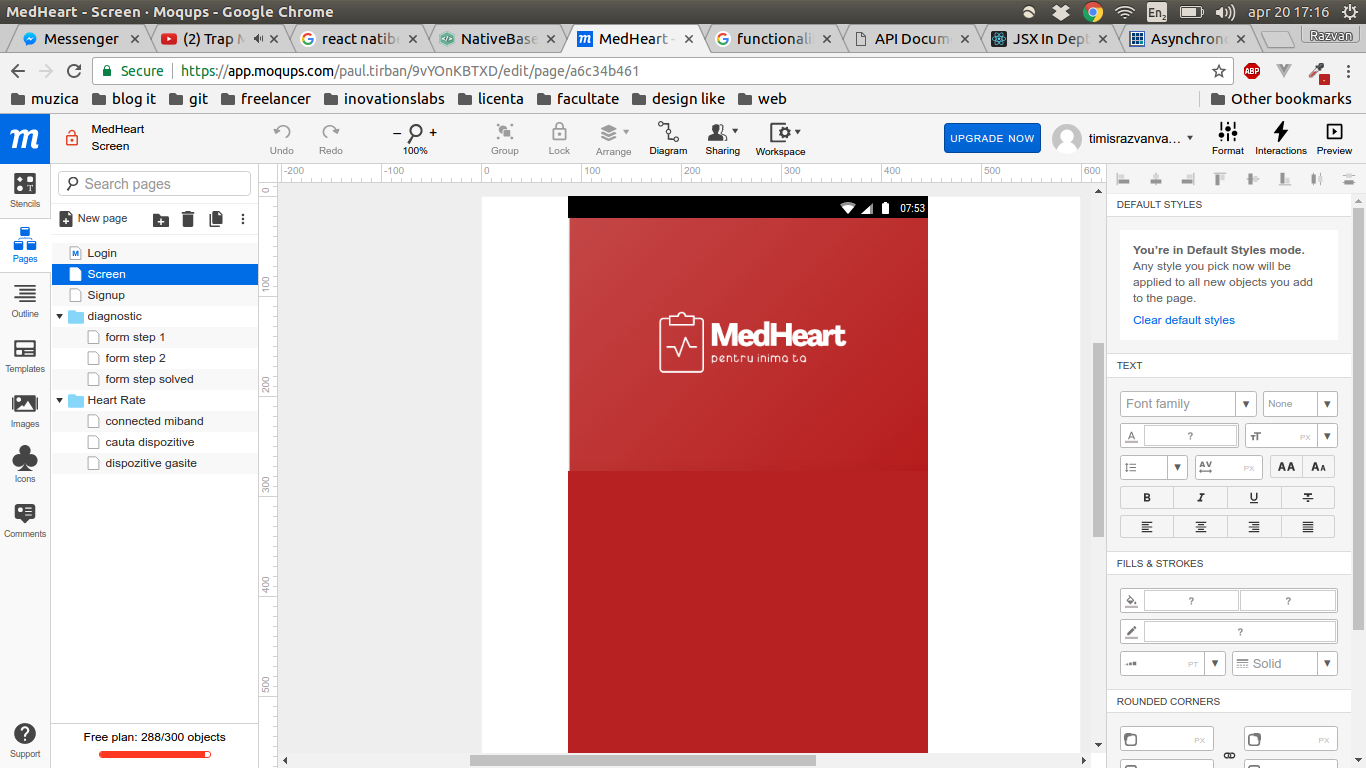 MedHeart - Screen · Moqups - Google Chrome
En2
apr 20 17:16
Messenger
(2) Trap M
react natib
NativeBase
MedHeart -
functionali
API Docum
JSX In Dept
Asynchron
Razvan
Secure
https://app.moqups.com/paul.tirban/9vYOnKBTXD/edit/page/a6c34b461
ABP
muzica
blog it
git
freelancer
inovationslabs
licenta
facultate
design like
web
Other bookmarks
m
MedHeart
Screen
Undo
Redo
− +
100%
Group
Lock
Arrange
Diagram
Sharing
Workspace
UPGRADE NOW
timisrazvanva...
Format
Interactions
Preview
Stencils
Pages
Outline
Templates
Images
Icons
Comments
Support
Search pages
New page
Login
Screen
Signup
diagnostic
form step 1
form step 2
form step solved
Heart Rate
connected miband
cauta dispozitive
dispozitive gasite
Free plan: 288/300 objects
-200 -100 0 100 200 300 400 500 600
0
100
200
300
400
500
07:53
MedHeart
pentru inima ta
DEFAULT STYLES
You're in Default Styles mode.
Any style you pick now will be
applied to all new objects you add
to the page.
Clear default styles
TEXT
Font family
None
A ? TT PX
AV PX AA AA
B I U T
FILLS & STROKES
? ?
?
PT Solid
ROUNDED CORNERS
PX PX